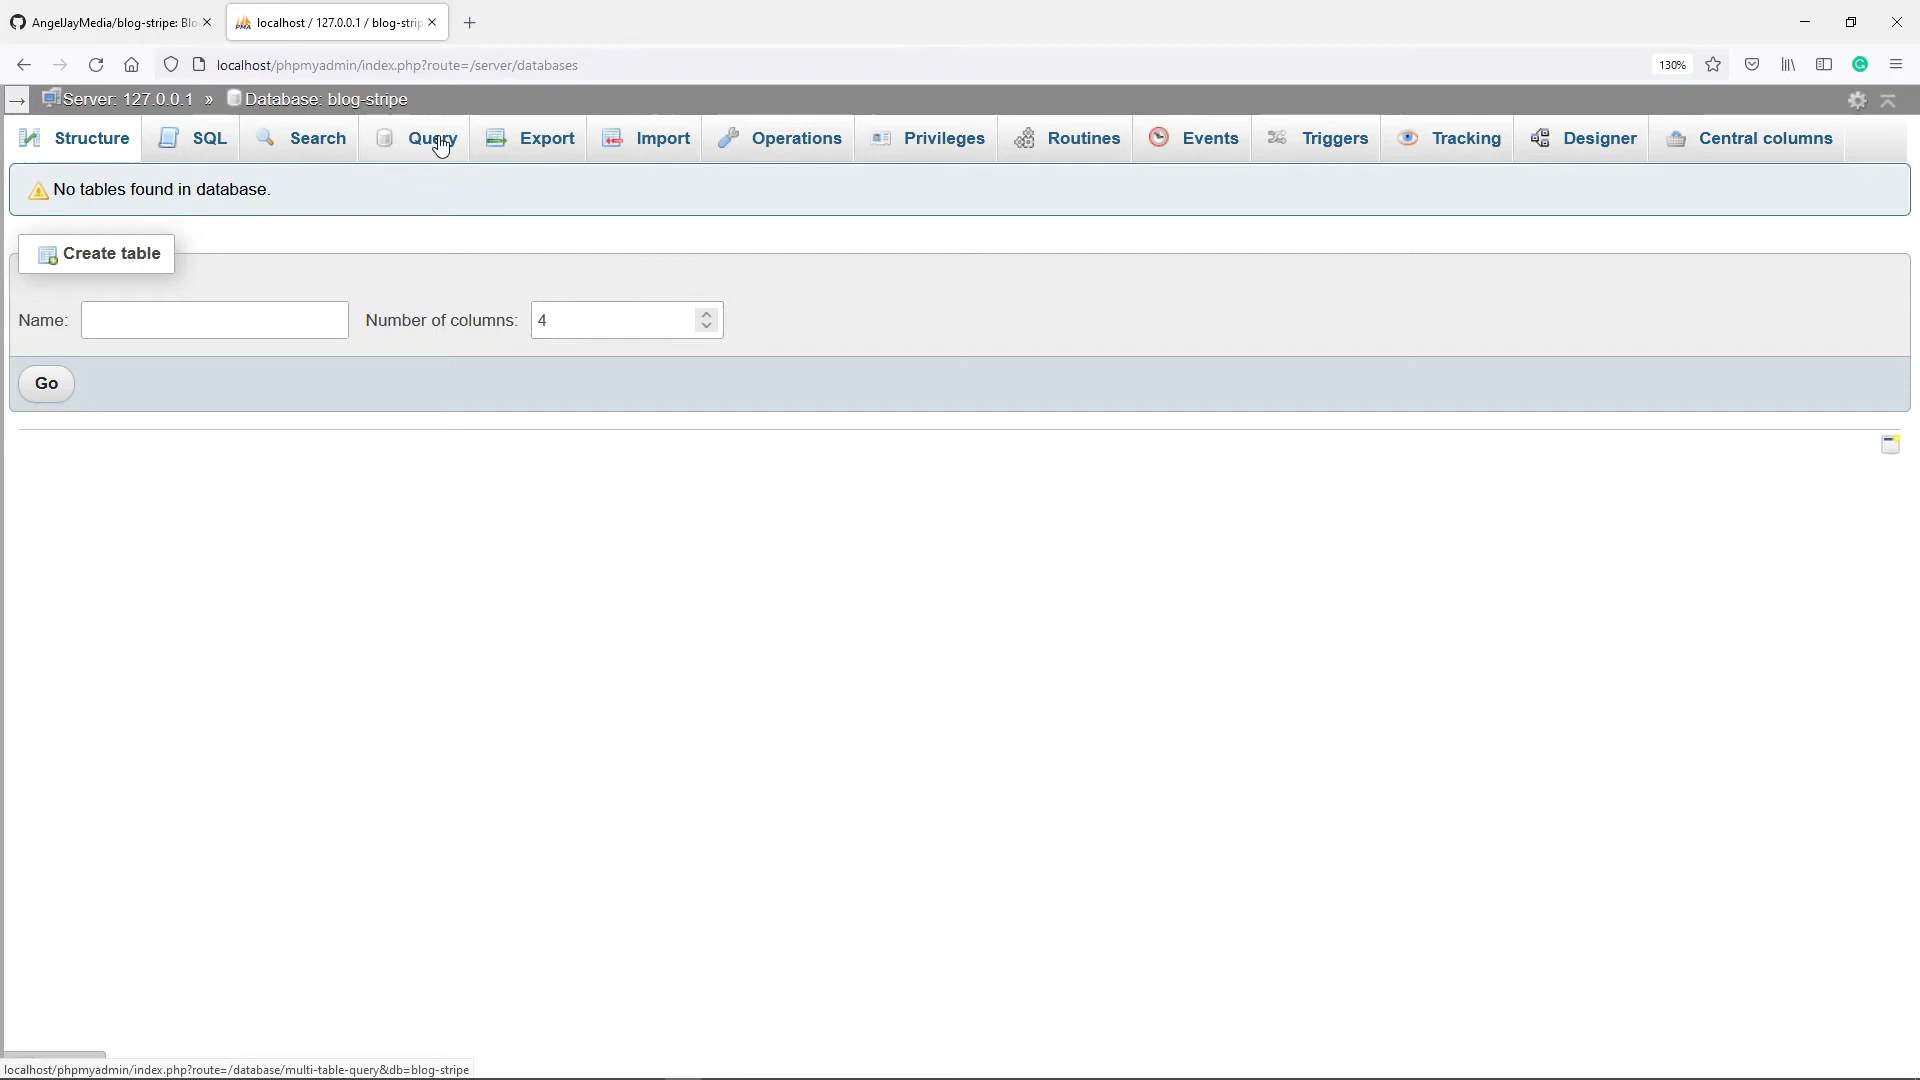 AngelJayMedia/blog-stripe: Blo
localhost / 127.0.0.1 / blog-strip
localhost/phpmyadmin/index.php?route=/server/databases
130%
Server: 127.0.0.1 » Database: blog-stripe
Structure SQL Search Query Export Import Operations Privileges Routines Events Triggers Tracking Designer Central columns
No tables found in database.
Create table
Name: Number of columns: 4
Go
localhost/phpmyadmin/index.php?route=/database/multi-table-query&db=blog-stripe